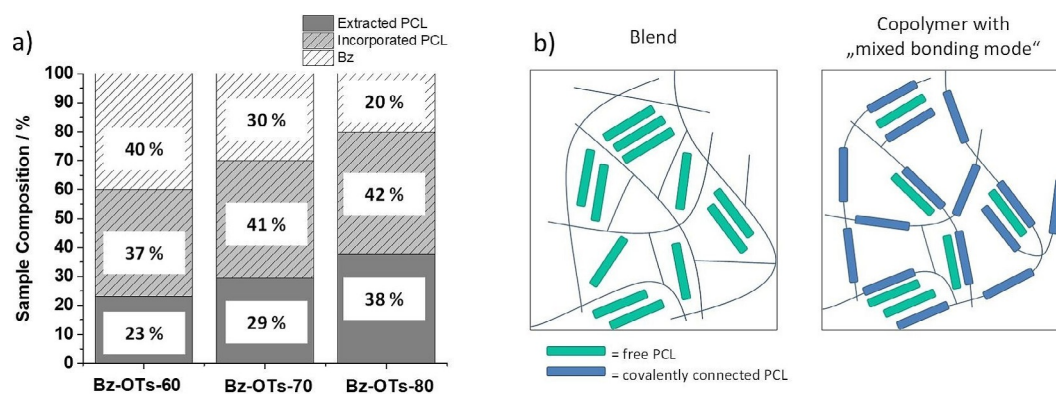 a)
Extracted PCL
Incorporated PCL
Bz
Sample Composition / %
100
90
80
70
60
50
40
30
20
10
0
40 %
37 %
23 %
30 %
41 %
29 %
20 %
42 %
38 %
Bz-OTs-60
Bz-OTs-70
Bz-OTs-80
b)
Blend
Copolymer with
„mixed bonding mode“
= free PCL
= covalently connected PCL